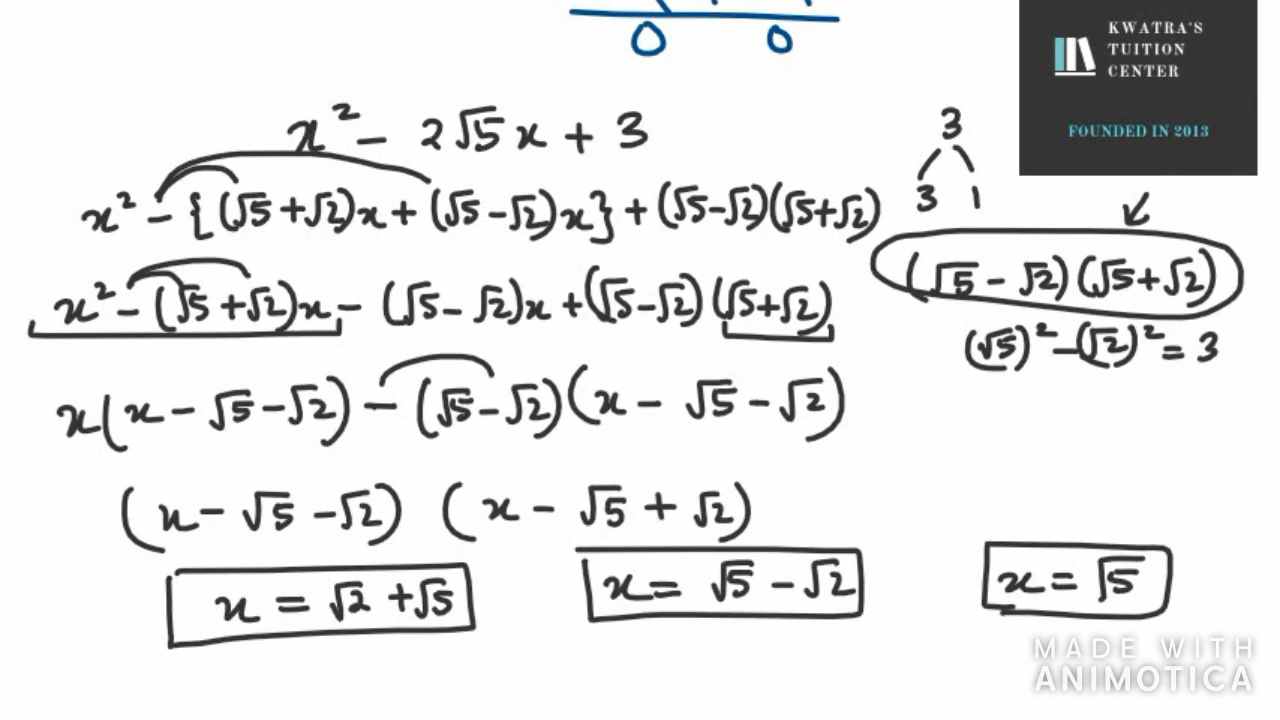 0 0
KWATRA'S
TUITION
CENTER
FOUNDED IN 2013
x² - 2√5x + 3
3
3 1
x² - {(√5+√2)x + (√5-√2)x} + (√5-√2)(√5+√2)
(√5 - √2)(√5+√2)
x² - (√5+√2)x - (√5-√2)x + (√5-√2)(√5+√2)
(√5)² - (√2)² = 3
x(x - √5 - √2) - (√5-√2)(x - √5 - √2)
(x - √5 - √2) (x - √5 + √2)
x = √2 + √5
x = √5 - √2
x = √5
MADE WITH
ANIMOTICA